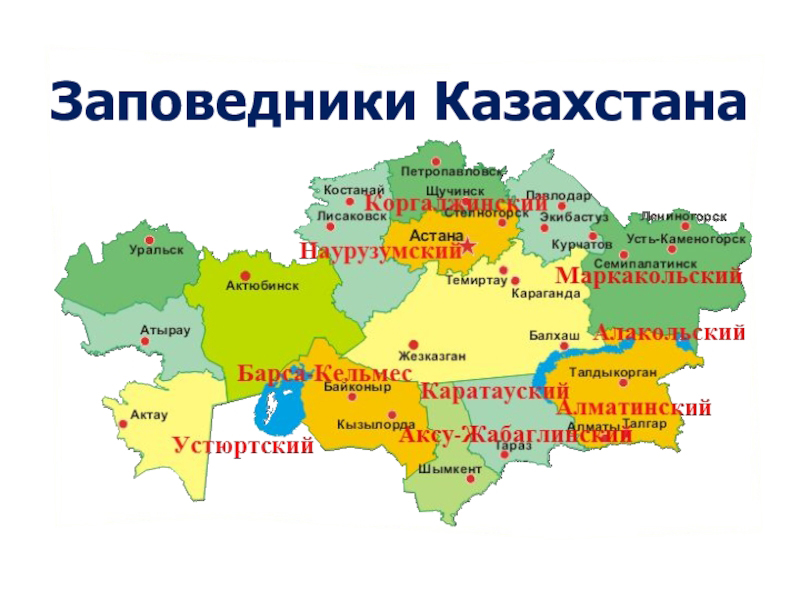 Заповедники Казахстана
Петропавловск
Костанай
Щучинск
Павлодар
Коргалжинский
Степногорск
Лисаковск
Экибастуз
Лениногорск
Астана
Курчатов
Усть-Каменогорск
Уральск
Наурузумский
Семипалатинск
Темиртау
Маркакольский
Актюбинск
Караганда
Атырау
Балхаш
Алакольский
Жезказган
Барса-Кельмес
Талдыкорган
Байконыр
Каратауский
Актау
Алматинский
Кызылорда
Алматы
Талгар
Аксу-Жабаглинский
Устюртский
Тараз
Шымкент